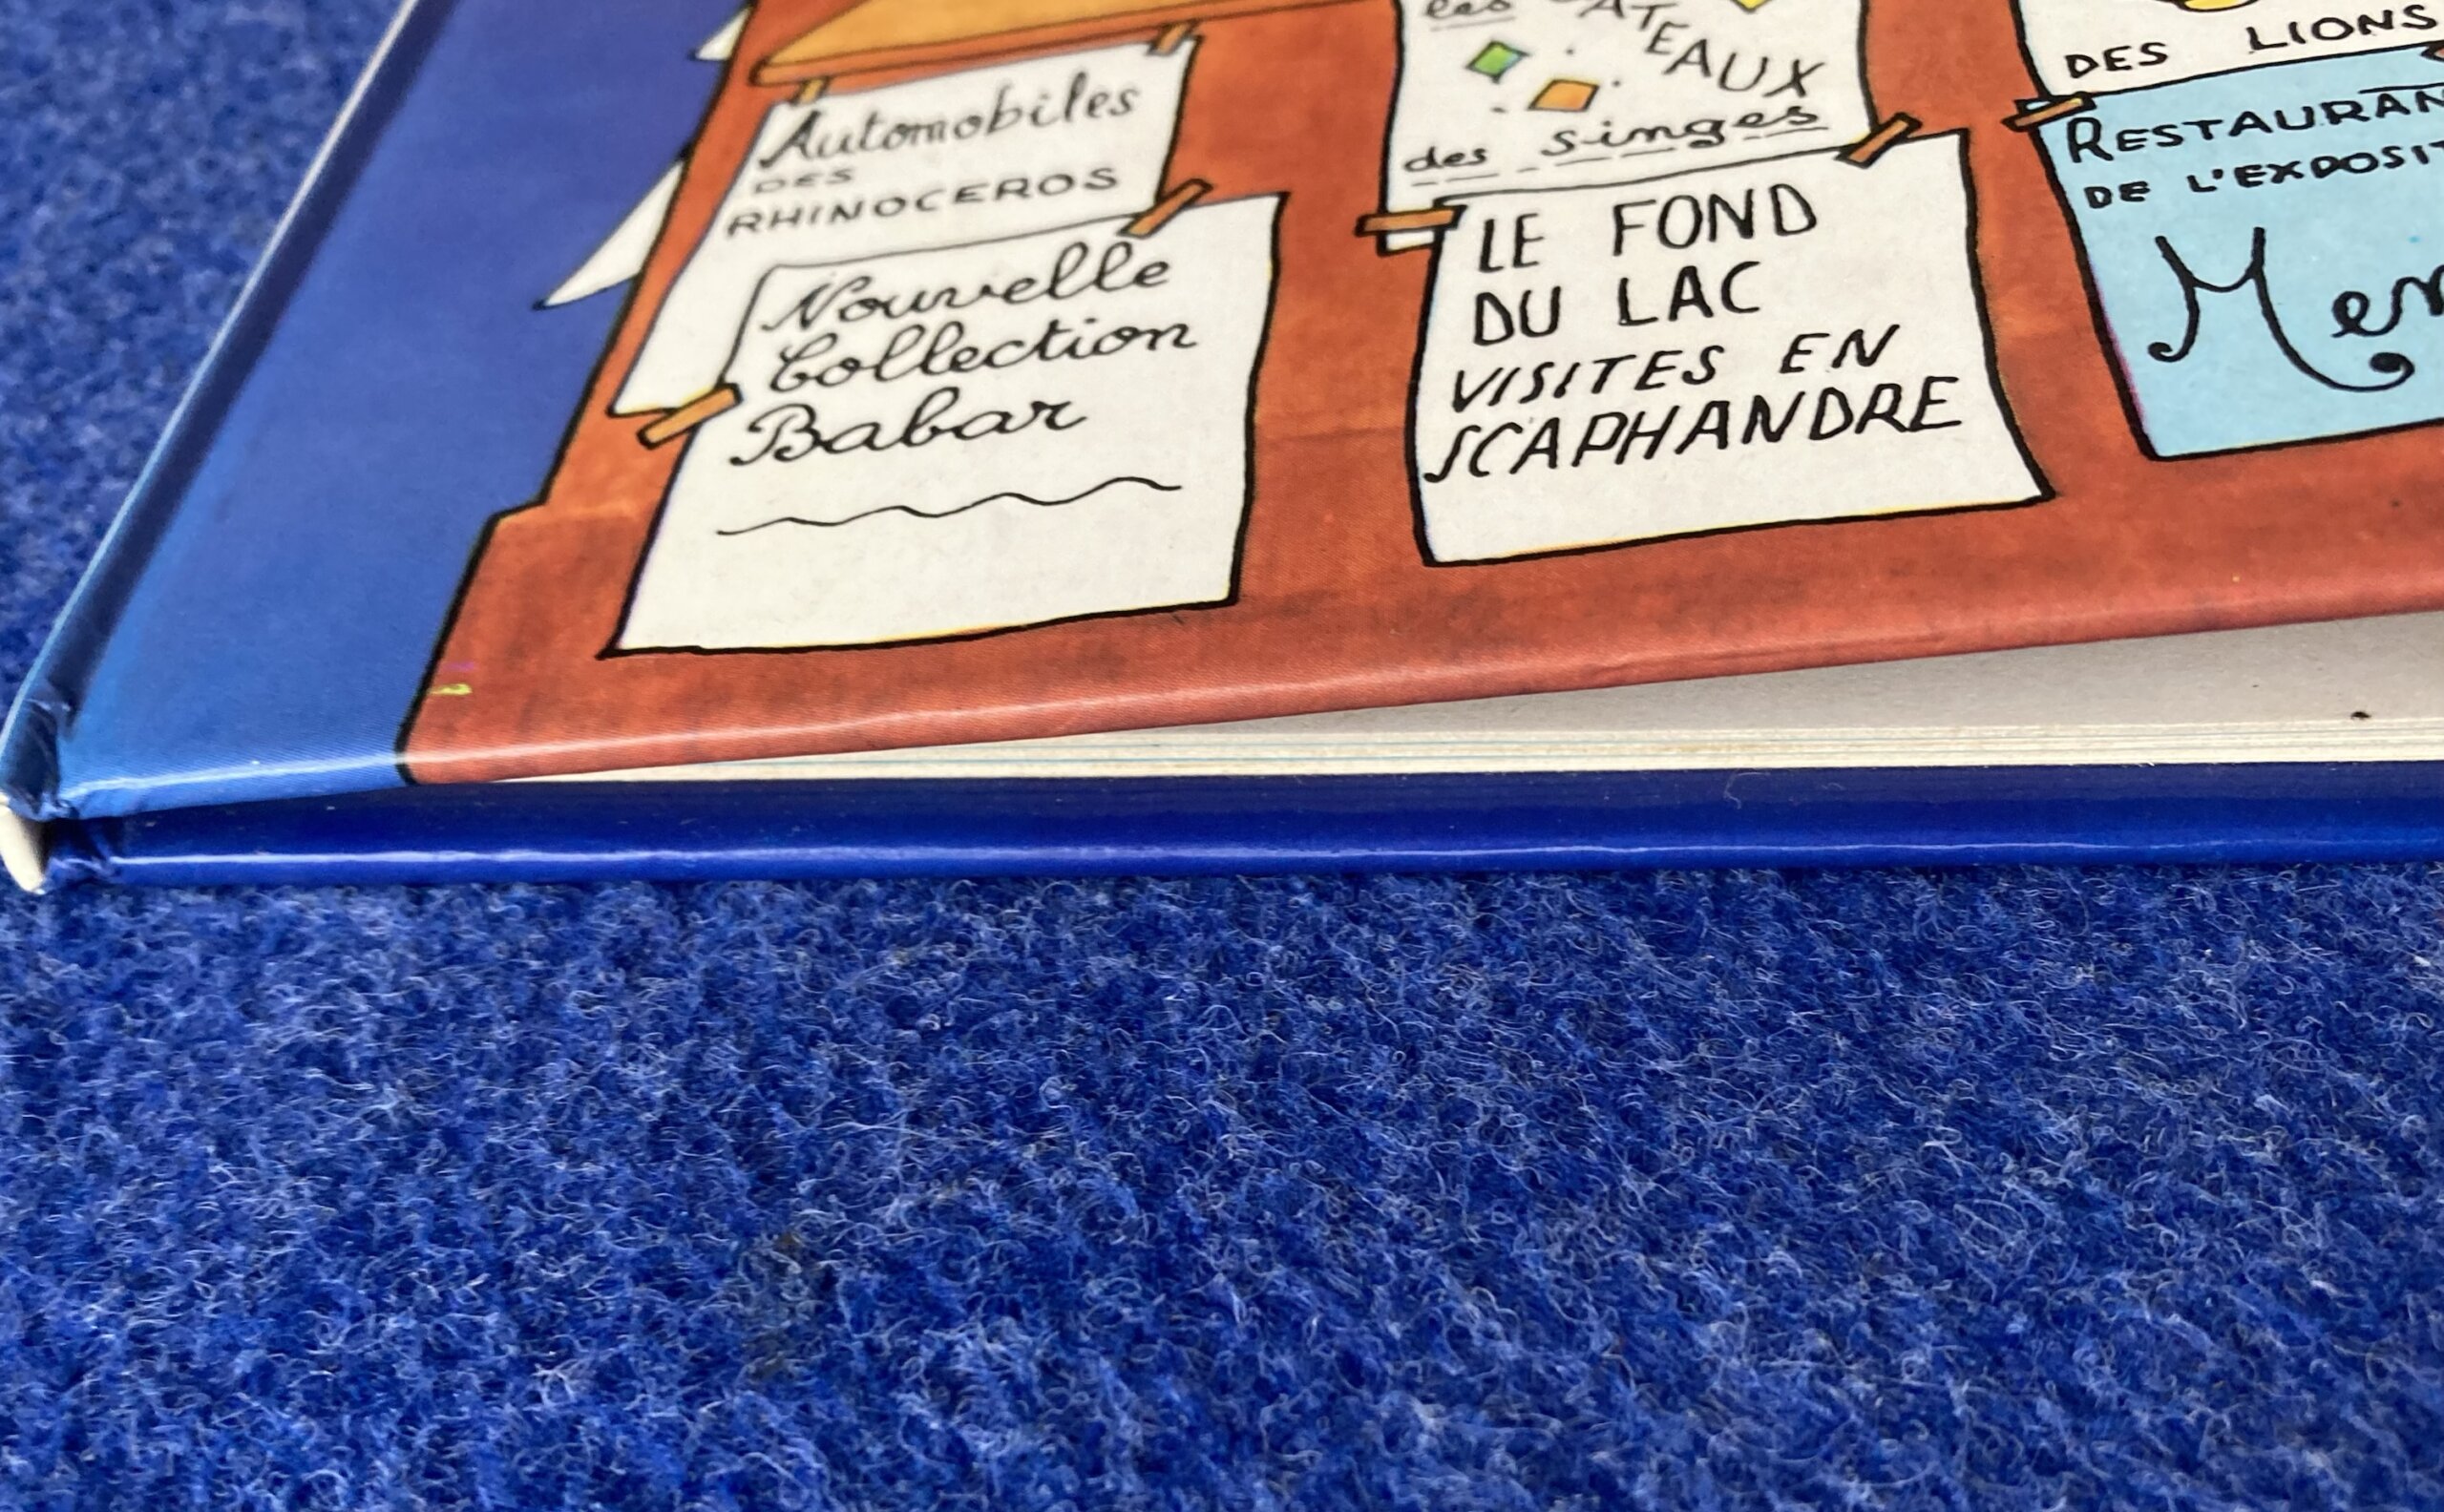 Automobiles
DES
RHINOCEROS
Nouvelle
Collection
Babar
les
ATEAUX
des singes
LE FOND
DU LAC
VISITES EN
SCAPHANDRE
DES LIONS
RESTAURAN
DE L'EXPOSIT
Men